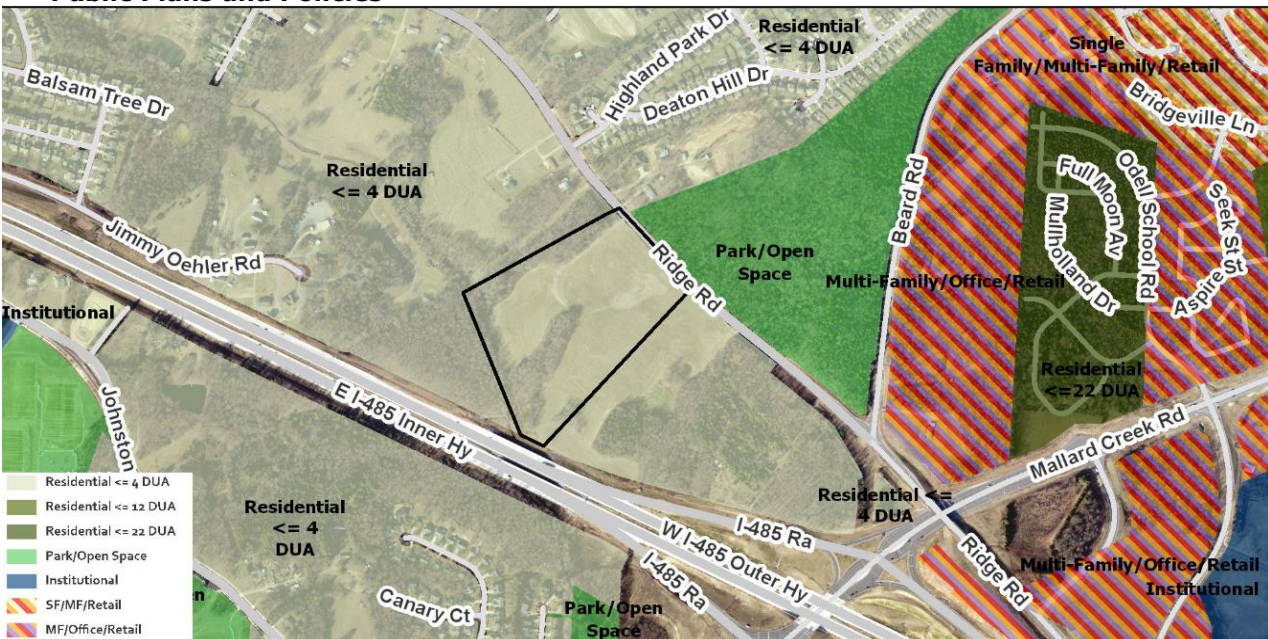 Public Plans and Policies
Residential
<= 4 DUA
Single
Family/Multi-Family/Retail
Highland Park Dr
Deaton Hill Dr
Balsam Tree Dr
Bridgeville Ln
Residential
<= 4 DUA
Beard Rd
Full Moon Av
Mullholland Dr
Odell School Rd
Seek St
St
Aspire
Jimmy Oehler Rd
Ridge Rd
Park/Open
Space
Multi-Family/Office/Retail
Institutional
Johnston
E I-485 Inner Hy
Residential
<=22 DUA
Mallard Creek Rd
Residential <= 4 DUA
Residential <= 12 DUA
Residential <= 22 DUA
Park/Open Space
Institutional
SF/MF/Retail
MF/Office/Retail
Residential
<= 4
DUA
Residential <=
4 DUA
I-485 Ra
W I-485 Outer Hy
I-485 Ra
Ridge Rd
Multi-Family/Office/Retail
Institutional
Canary Ct
Park/Open
Space